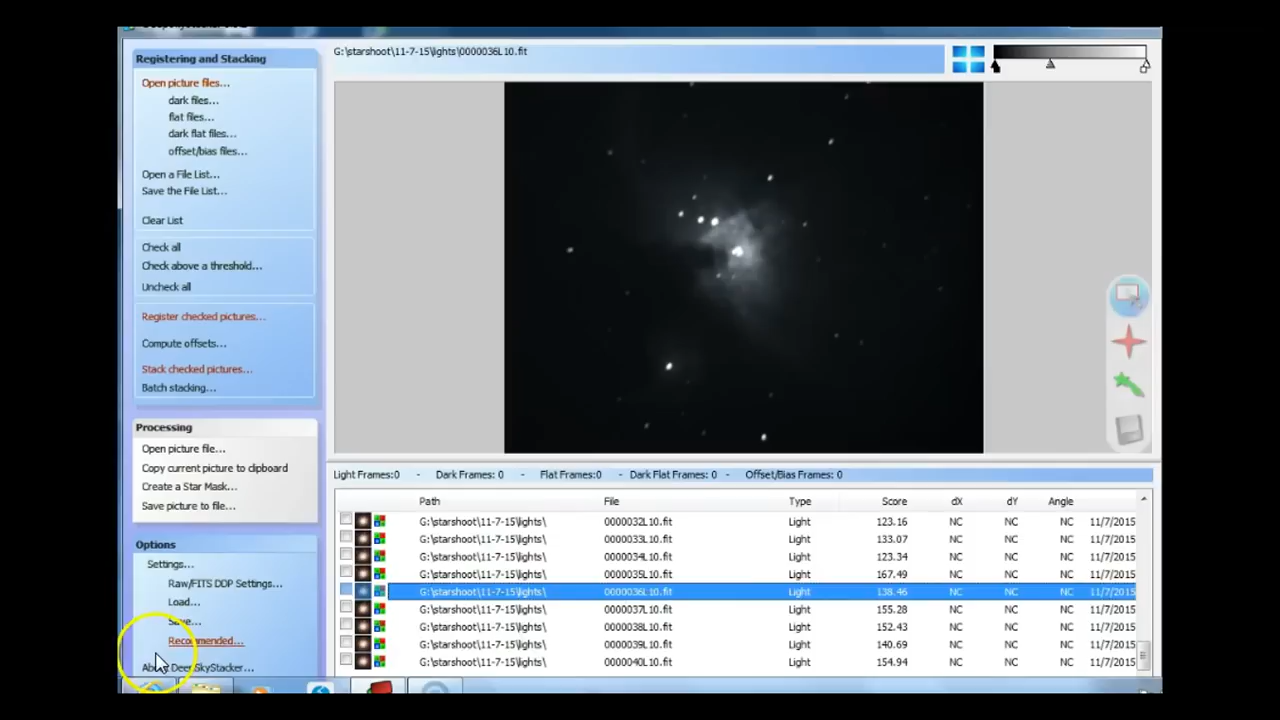 Registering and Stacking
Open picture files...
dark files...
flat files...
dark flat files...
offset/bias files...
Open a File List...
Save the File List...
Clear List
Check all
Check above a threshold...
Uncheck all
Register checked pictures...
Compute offsets...
Stack checked pictures...
Batch stacking...
Processing
Open picture file...
Copy current picture to clipboard
Create a Star Mask...
Save picture to file...
Options
Settings...
Raw/FITS DDP Settings...
Load...
Save...
Recommended...
DeepSkyStacker...
G:\starshoot\11-7-15\lights\0000036L10.fit
Light Frames:0 - Dark Frames: 0 - Flat Frames:0 - Dark Flat Frames: 0 - Offset/Bias Frames: 0
Path File Type Score dX dY Angle
G:\starshoot\11-7-15\lights\ 0000032L10.fit Light 123.16 NC NC NC 11/7/2015
G:\starshoot\11-7-15\lights\ 0000033L10.fit Light 133.07 NC NC NC 11/7/2015
G:\starshoot\11-7-15\lights\ 0000034L10.fit Light 123.34 NC NC NC 11/7/2015
G:\starshoot\11-7-15\lights\ 0000035L10.fit Light 167.49 NC NC NC 11/7/2015
G:\starshoot\11-7-15\lights\ 0000036L10.fit Light 138.46 NC NC NC 11/7/2015
G:\starshoot\11-7-15\lights\ 0000037L10.fit Light 155.28 NC NC NC 11/7/2015
G:\starshoot\11-7-15\lights\ 0000038L10.fit Light 152.43 NC NC NC 11/7/2015
G:\starshoot\11-7-15\lights\ 0000039L10.fit Light 140.69 NC NC NC 11/7/2015
G:\starshoot\11-7-15\lights\ 0000040L10.fit Light 154.94 NC NC NC 11/7/2015